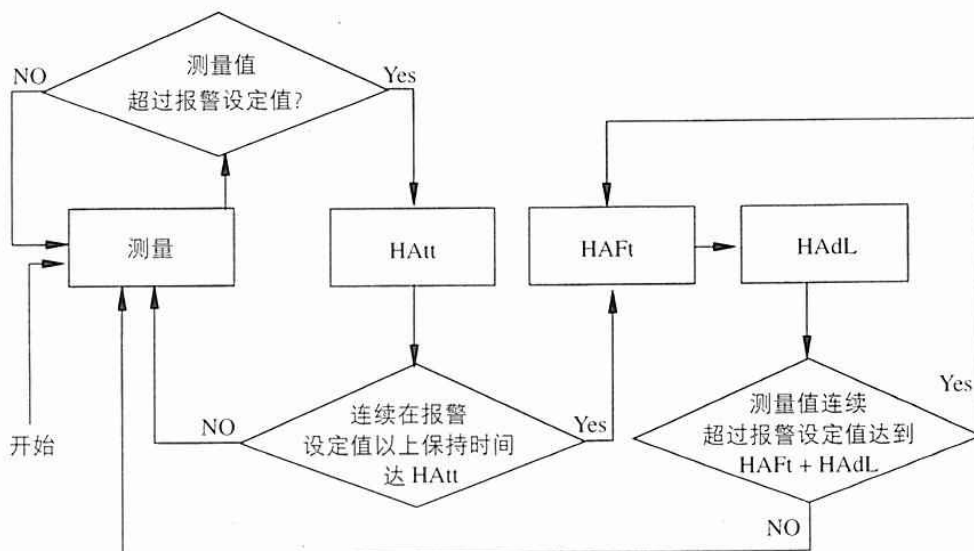 测量值
超过报警设定值?
NO
Yes
测量
HAtt
HAFt
HAdL
开始
NO
连续在报警
设定值以上保持时间
达 HAtt
Yes
测量值连续
超过报警设定值达到
HAFt + HAdL
Yes
NO